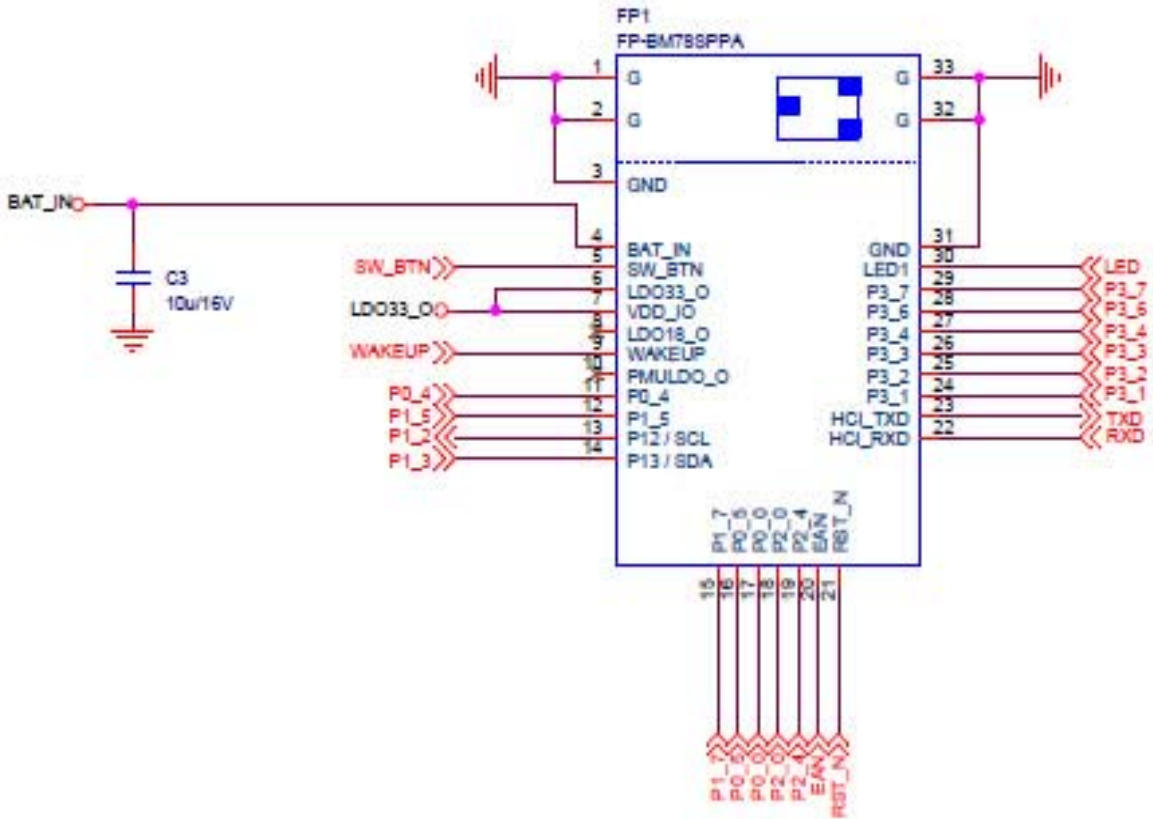 FP1
FP-BM78SPPA
1 G G 33
2 G G 32
3 GND
BAT_IN
4 BAT_IN GND 31
SW_BTN 5 SW_BTN LED1 30 LED
6 LDO33_O P3_7 29 P3_7
LDO33_O 7 VDD_IO P3_6 28 P3_6
8 LDO18_O P3_4 27 P3_4
WAKEUP 9 WAKEUP P3_3 26 P3_3
10 PMULDO_O P3_2 25 P3_2
P0_4 11 P0_4 P3_1 24 P3_1
P1_5 12 P1_5 HCI_TXD 23 TXD
P1_2 13 P12 / SCL HCI_RXD 22 RXD
P1_3 14 P13 / SDA
C3
10u/16V
P1_7 P0_5 P0_0 P2_0 P2_4 EAN RST_N
15 16 17 18 19 20 21
P1_7 P0_5 P0_0 P2_0 P2_4 EAN RST_N